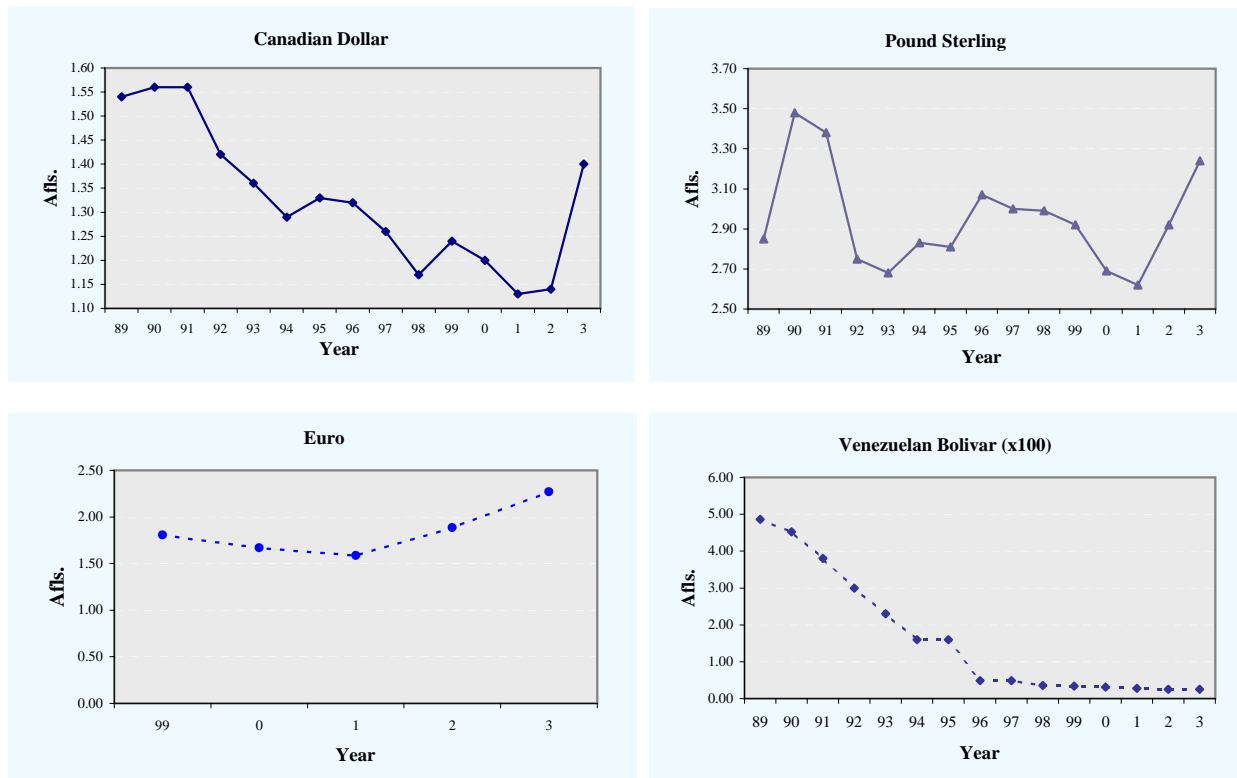 Canadian Dollar
1.60
1.55
1.50
1.45
1.40
1.35
1.30
1.25
1.20
1.15
1.10
Afls.
89 90 91 92 93 94 95 96 97 98 99 0 1 2 3
Year
Pound Sterling
3.70
3.50
3.30
3.10
2.90
2.70
2.50
Afls.
89 90 91 92 93 94 95 96 97 98 99 0 1 2 3
Year
Euro
2.50
2.00
1.50
1.00
0.50
0.00
Afls.
99 0 1 2 3
Year
Venezuelan Bolivar (x100)
6.00
5.00
4.00
3.00
2.00
1.00
0.00
Afls.
89 90 91 92 93 94 95 96 97 98 99 0 1 2 3
Year